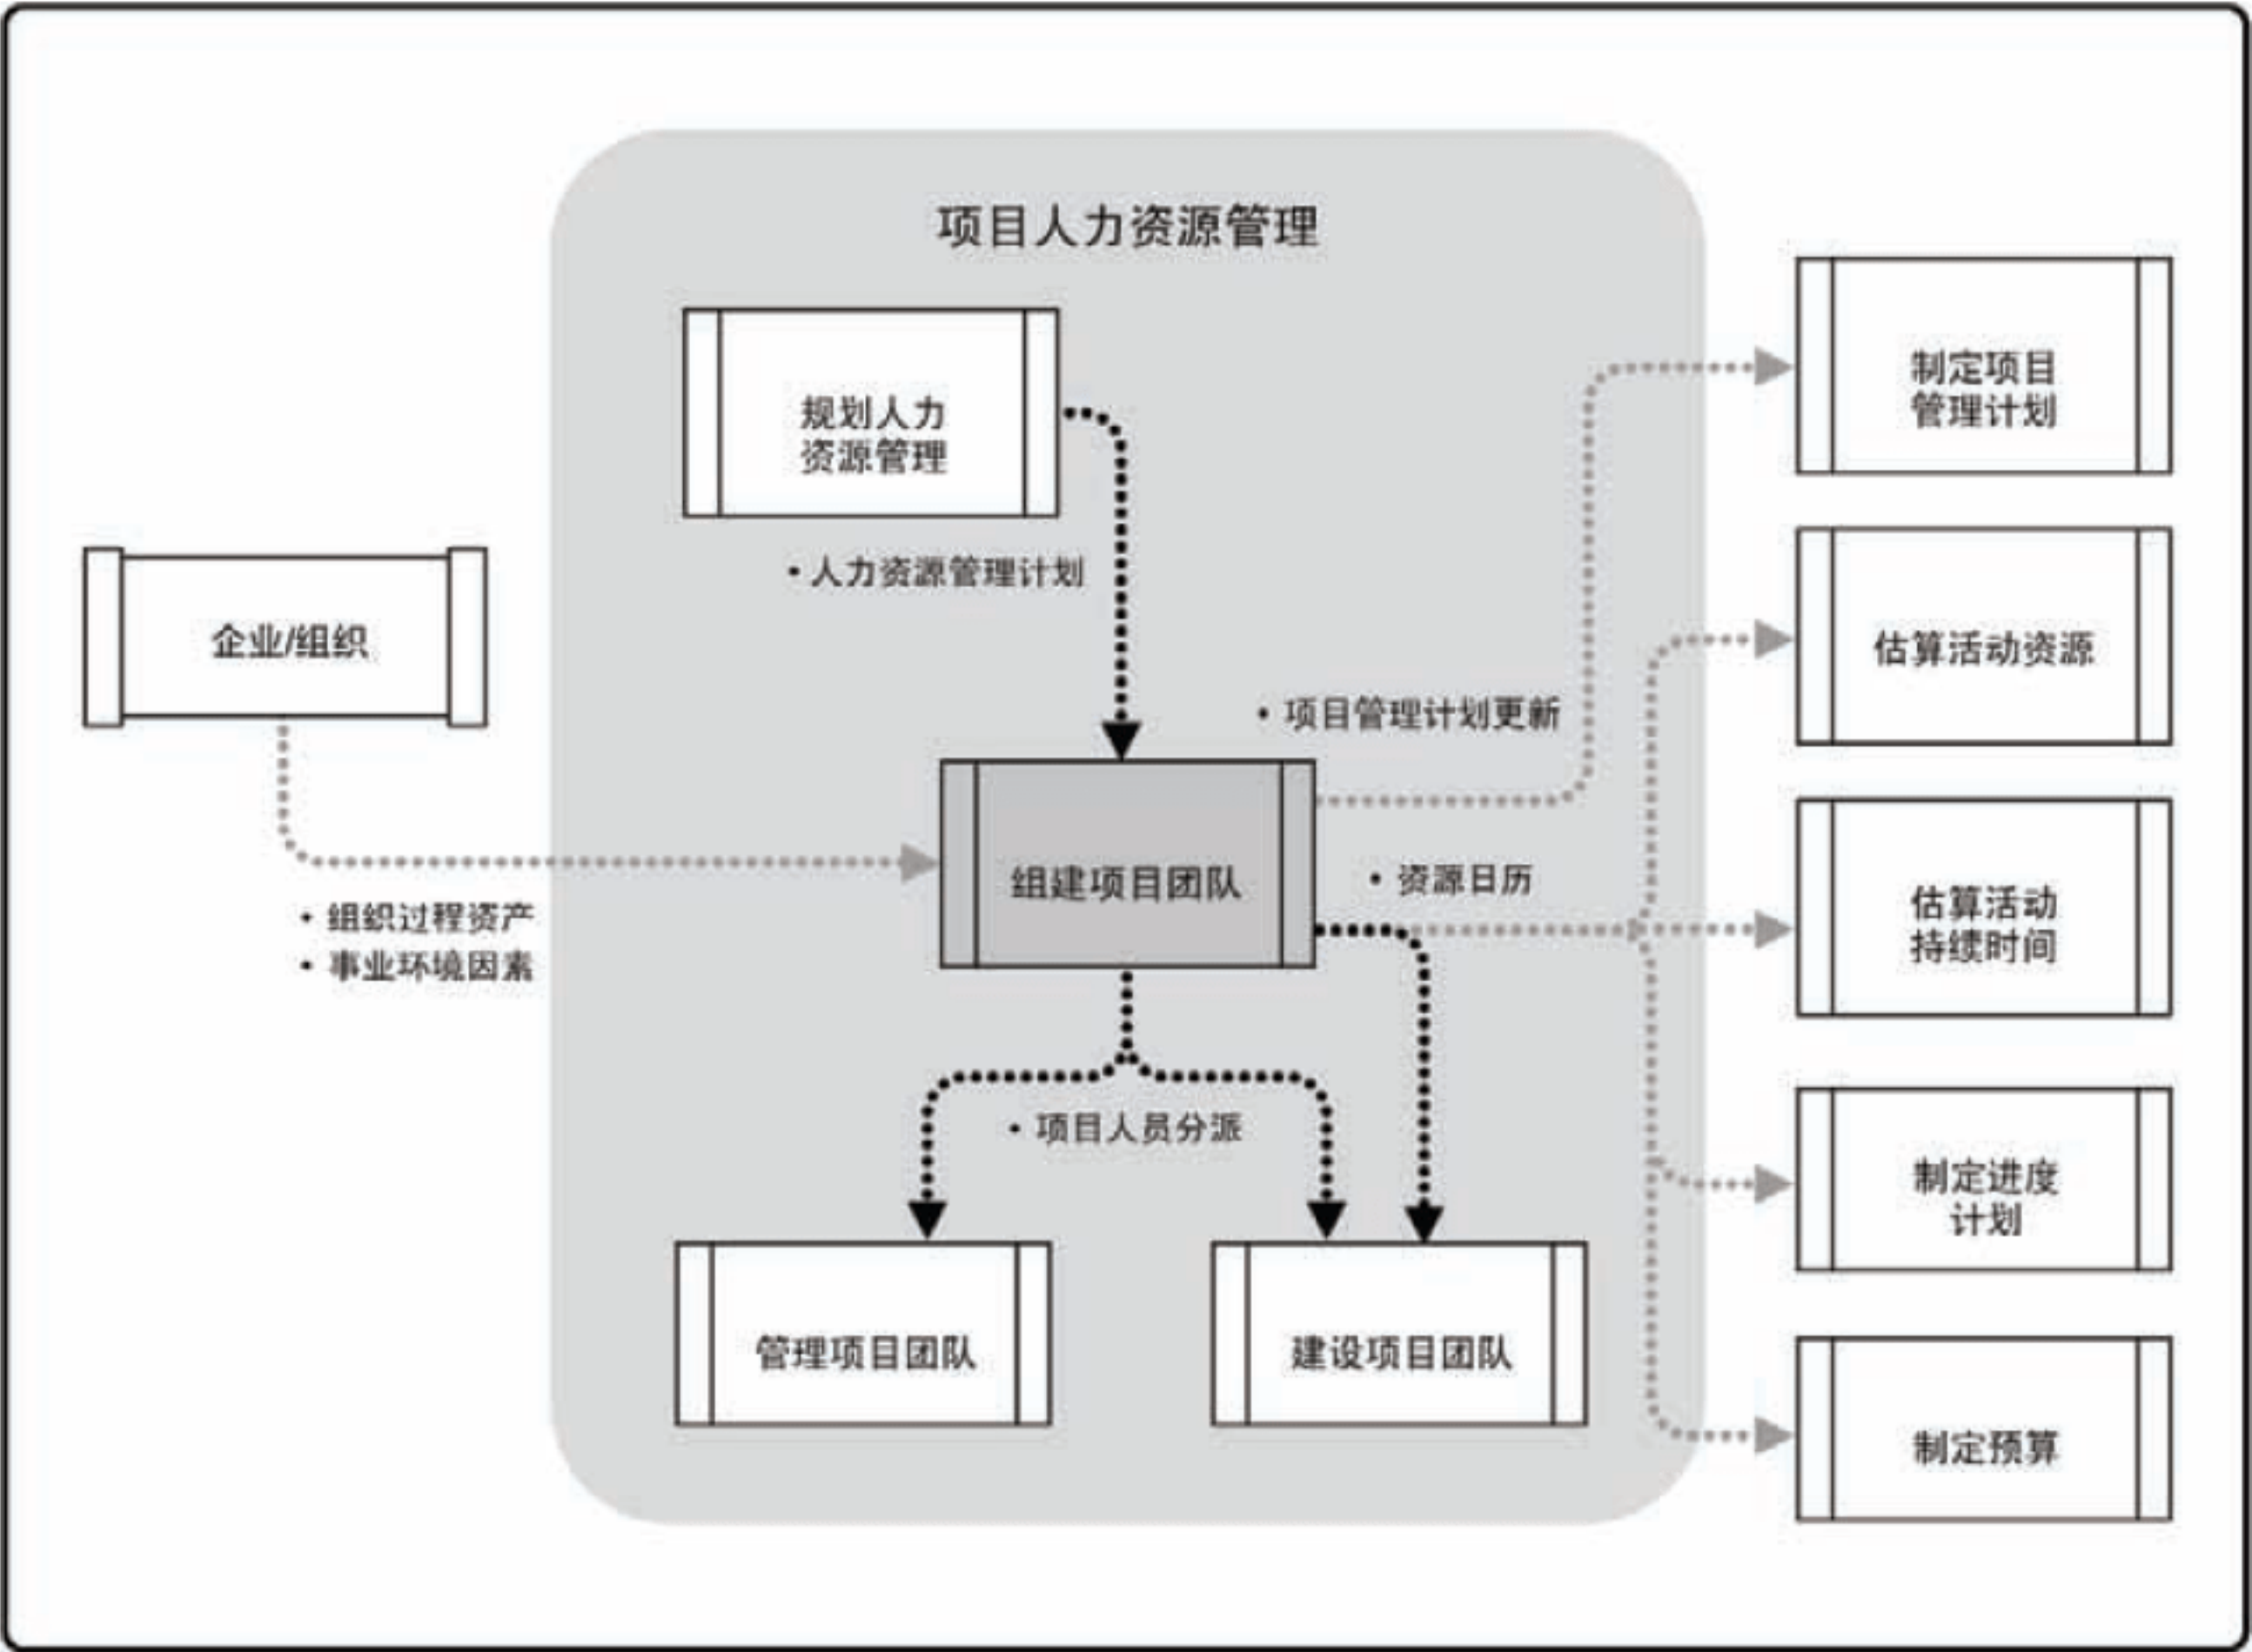 项目人力资源管理
规划人力
资源管理
• 人力资源管理计划
企业/组织
• 组织过程资产
• 事业环境因素
组建项目团队
• 项目管理计划更新
• 资源日历
• 项目人员分派
管理项目团队
建设项目团队
制定项目
管理计划
估算活动资源
估算活动
持续时间
制定进度
计划
制定预算